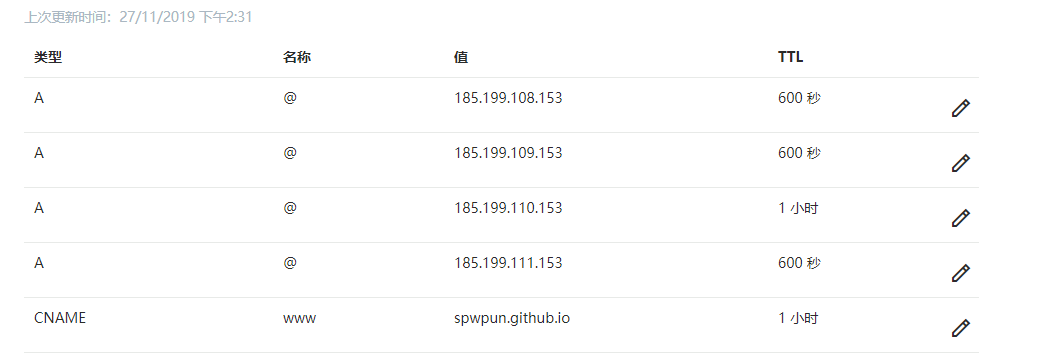 上次更新时间：27/11/2019 下午2:31
类型 名称 值 TTL
A @ 185.199.108.153 600 秒
A @ 185.199.109.153 600 秒
A @ 185.199.110.153 1 小时
A @ 185.199.111.153 600 秒
CNAME www spwpun.github.io 1 小时